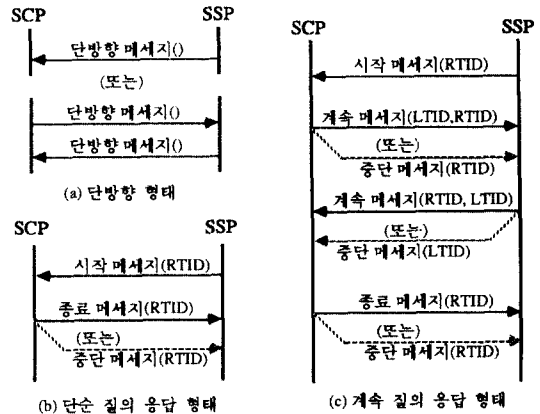 SCP SSP
단방향 메세지()
(또는)
단방향 메세지()
단방향 메세지()
(a) 단방향 형태
SCP SSP
시작 메세지(RTID)
종료 메세지(RTID)
(또는)
중단 메세지(RTID)
(b) 단순 질의 응답 형태
SCP SSP
시작 메세지(RTID)
계속 메세지(LTID,RTID)
(또는)
중단 메세지(RTID)
계속 메세지(RTID, LTID)
(또는)
중단 메세지(LTID)
종료 메세지(RTID)
(또는)
중단 메세지(RTID)
(c) 계속 질의 응답 형태